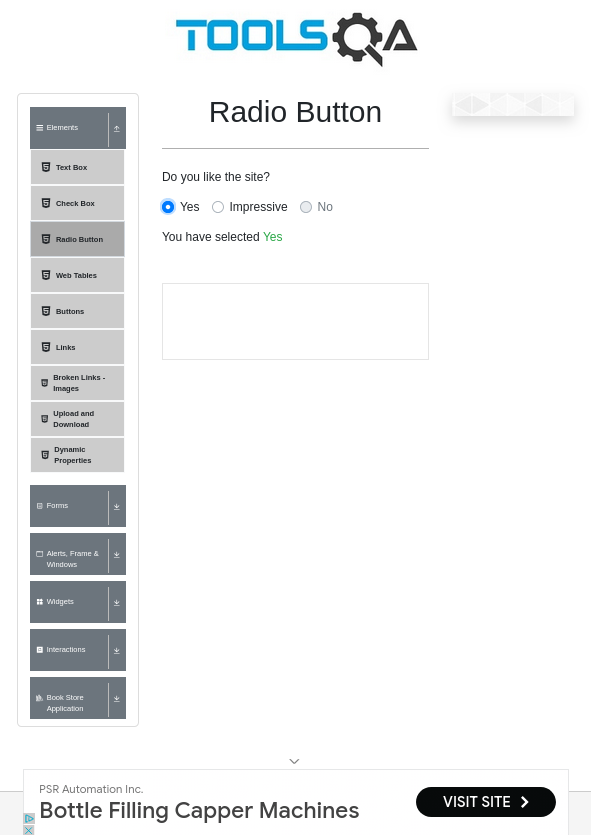 TOOLSQA
Radio Button
Elements
Text Box
Check Box
Radio Button
Web Tables
Buttons
Links
Broken Links -
Images
Upload and
Download
Dynamic
Properties
Forms
Alerts, Frame &
Windows
Widgets
Interactions
Book Store
Application
Do you like the site?
Yes Impressive No
You have selected Yes
PSR Automation Inc.
Bottle Filling Capper Machines
VISIT SITE